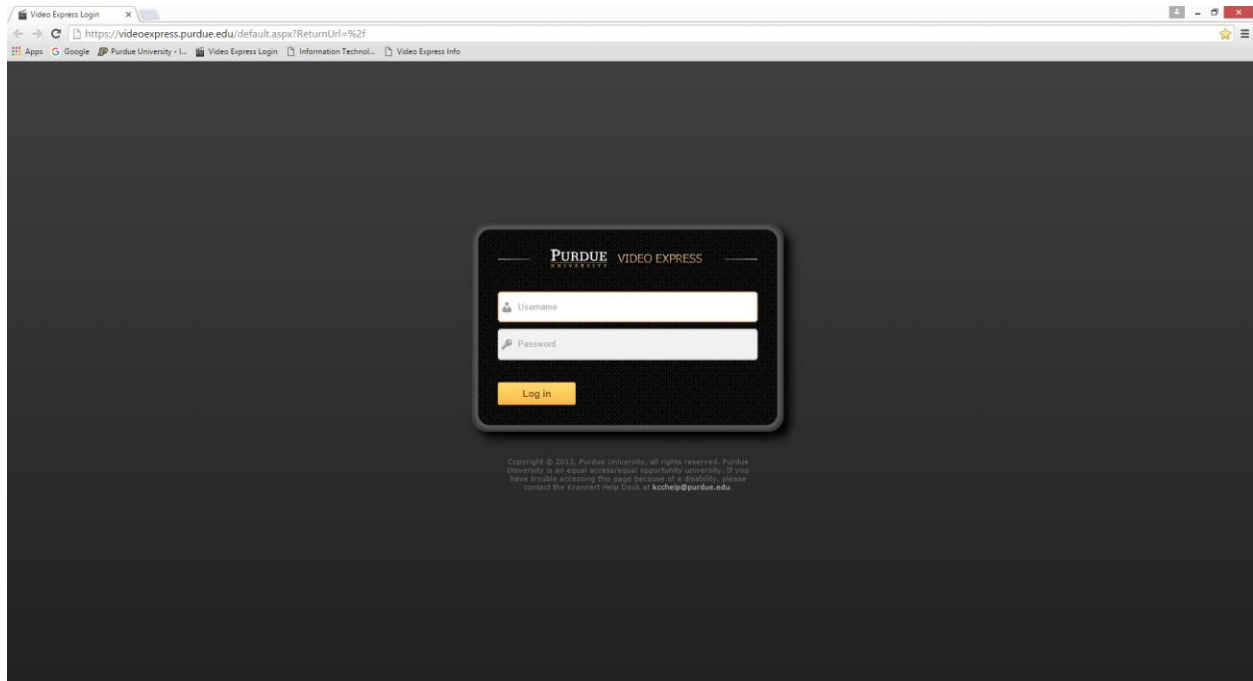 Video Express Login
https://videoexpress.purdue.edu/default.aspx?ReturnUrl=%2f
Apps Google Purdue University - I... Video Express Login Information Technol... Video Express Info
PURDUE VIDEO EXPRESS
UNIVERSITY
Username
Password
Log in
Copyright © 2013, Purdue University, all rights reserved. Purdue
University is an equal access/equal opportunity university. If you
have trouble accessing this page because of a disability, please
contact the Krannert Help Desk at kcchelp@purdue.edu.